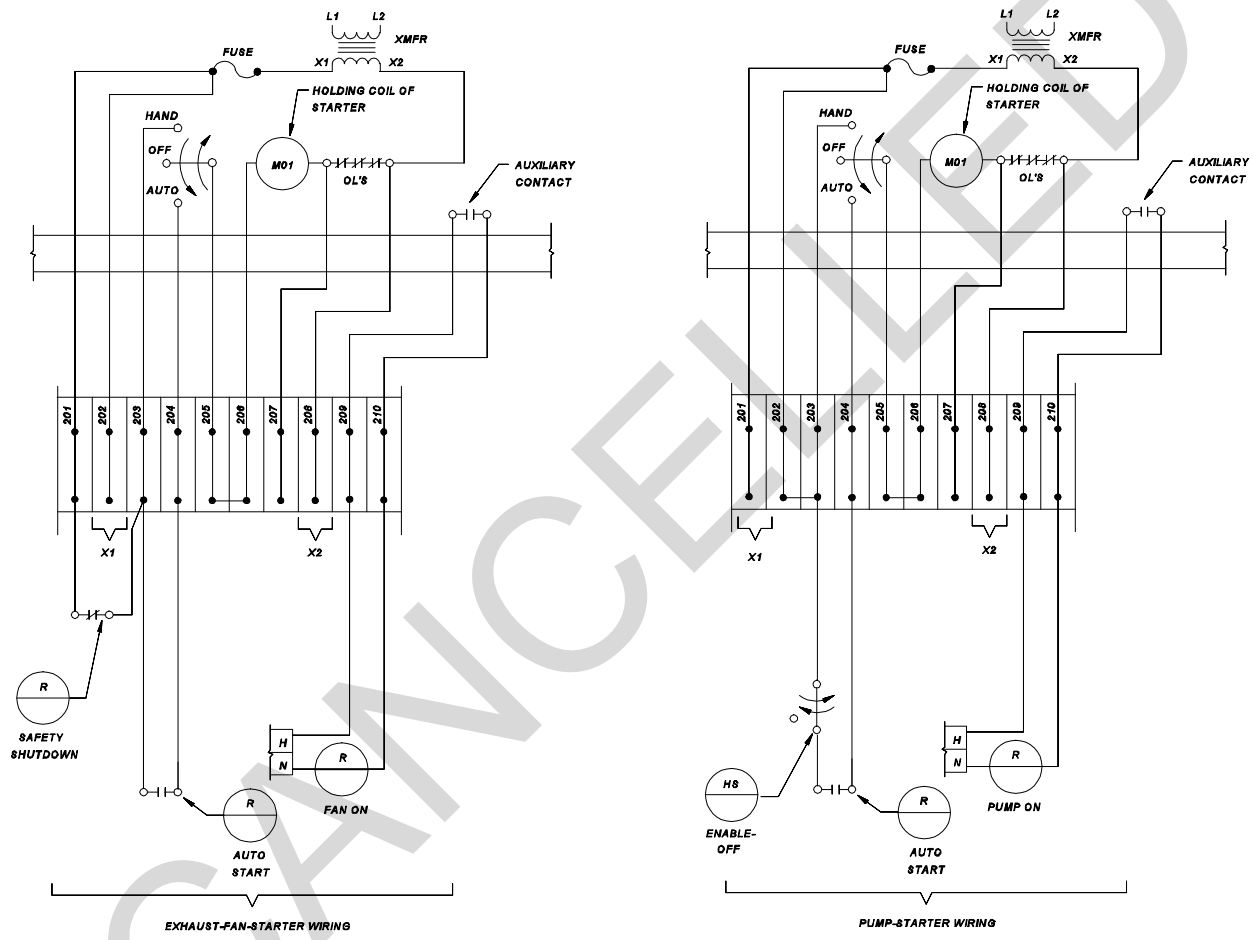 L1 L2
XMFR
FUSE
X1 X2
HOLDING COIL OF
STARTER
HAND
OFF
AUTO
M01
OL'S
AUXILIARY
CONTACT
201 202 203 204 205 206 207 208 209 210
X1
X2
R
SAFETY
SHUTDOWN
H
N
R
FAN ON
R
AUTO
START
EXHAUST-FAN-STARTER WIRING
L1 L2
XMFR
FUSE
X1 X2
HOLDING COIL OF
STARTER
HAND
OFF
AUTO
M01
OL'S
AUXILIARY
CONTACT
201 202 203 204 205 206 207 208 209 210
X1
X2
HS
ENABLE-
OFF
H
N
R
PUMP ON
R
AUTO
START
PUMP-STARTER WIRING
CANCELLED